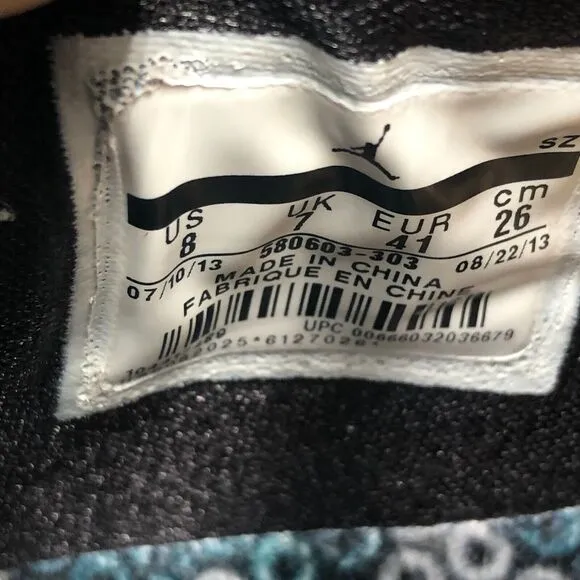 SZ
US UK EUR cm
8 7 41 26
580603-303
07/10/13 08/22/13
MADE IN CHINA
FABRIQUE EN CHINE
UPC 00666032036679